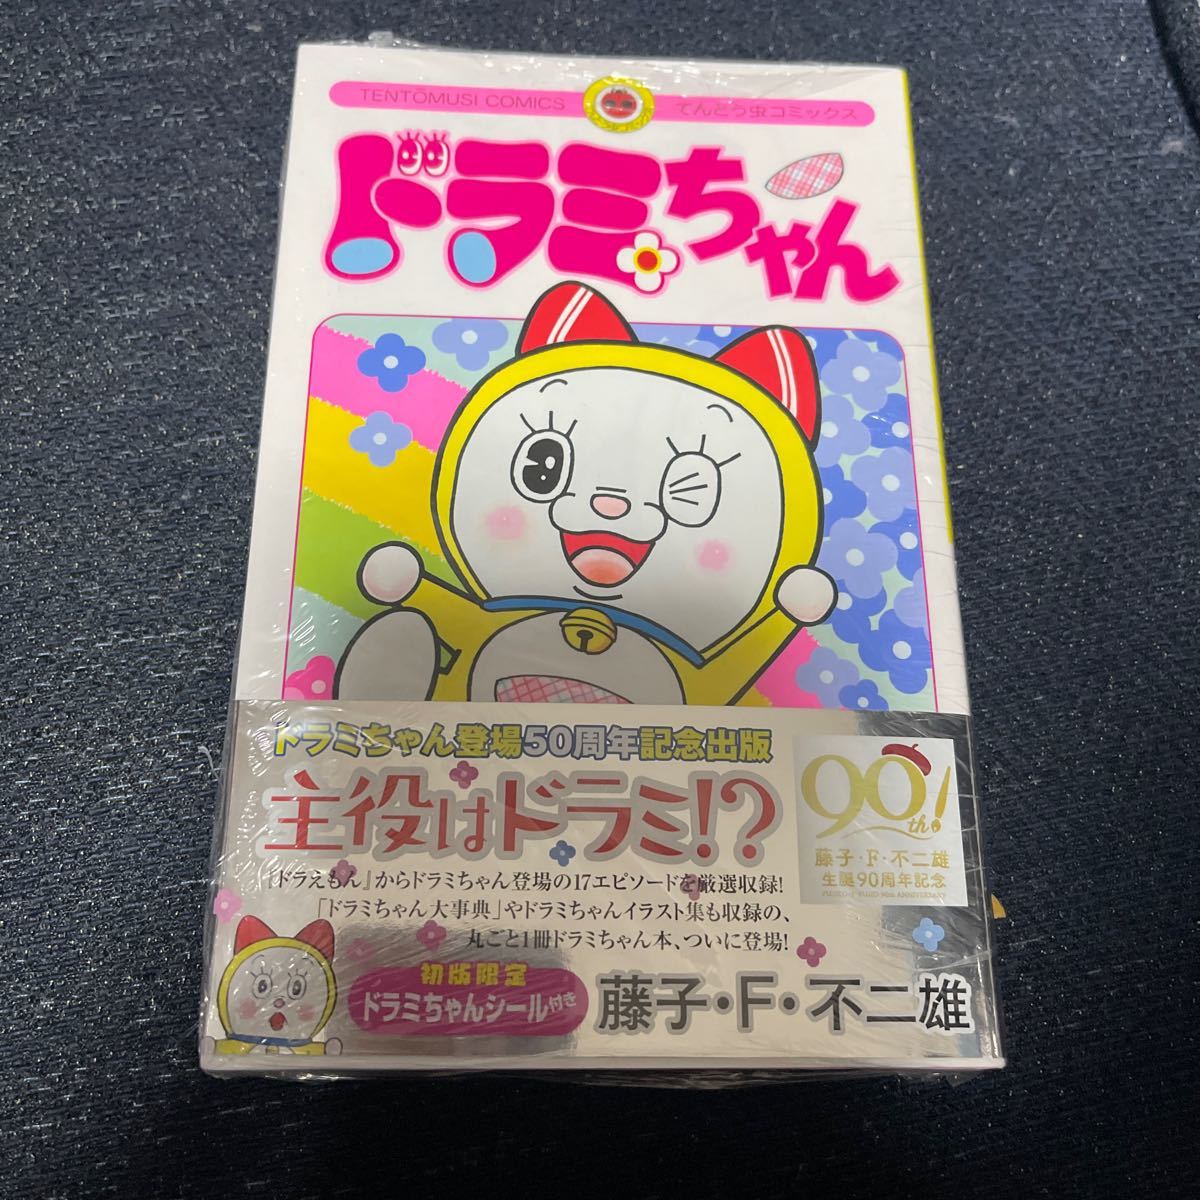 TENTŌMUSI COMICS
てんとう虫コミックス
ドラミちゃん
ドラミちゃん登場50周年記念出版
主役はドラミ!?
『ドラえもん』からドラミちゃん登場の17エピソードを厳選収録!
「ドラミちゃん大事典」やドラミちゃんイラスト集も収録の、
丸ごと1冊ドラミちゃん本、ついに登場!
90th!
藤子・F・不二雄
生誕90周年記念
初版限定
ドラミちゃんシール付き
藤子・F・不二雄